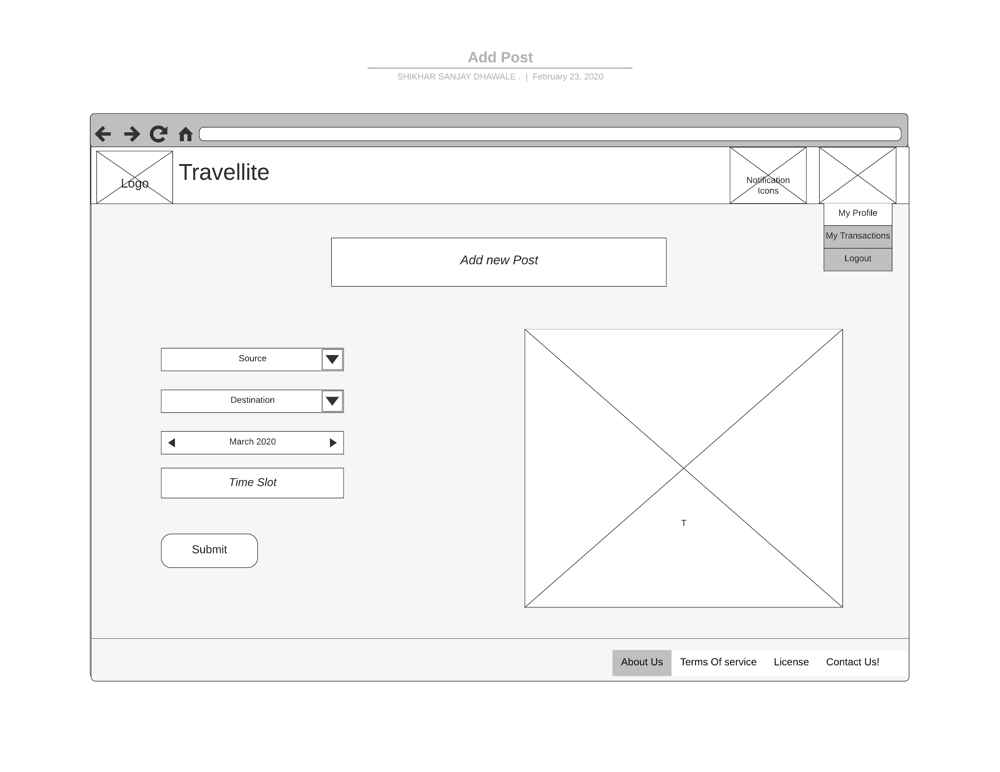 Add Post
SHIKHAR SANJAY DHAWALE . | February 23, 2020
Logo
Travellite
Notification
Icons
My Profile
My Transactions
Logout
Add new Post
Source
Destination
March 2020
Time Slot
T
Submit
About Us
Terms Of service
License
Contact Us!